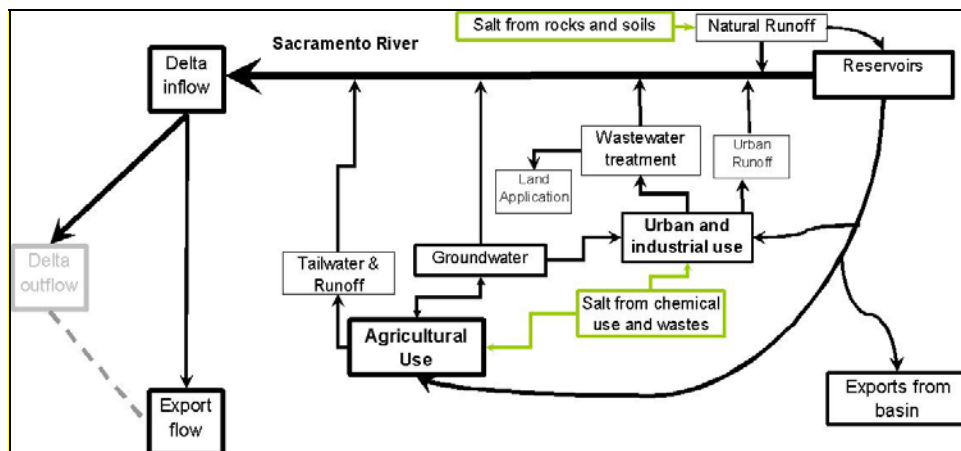 Salt from rocks and soils
Natural Runoff
Sacramento River
Delta
inflow
Reservoirs
Wastewater
treatment
Urban
Runoff
Land
Application
Urban and
industrial use
Delta
outflow
Tailwater &
Runoff
Groundwater
Salt from chemical
use and wastes
Agricultural
Use
Export
flow
Exports from
basin